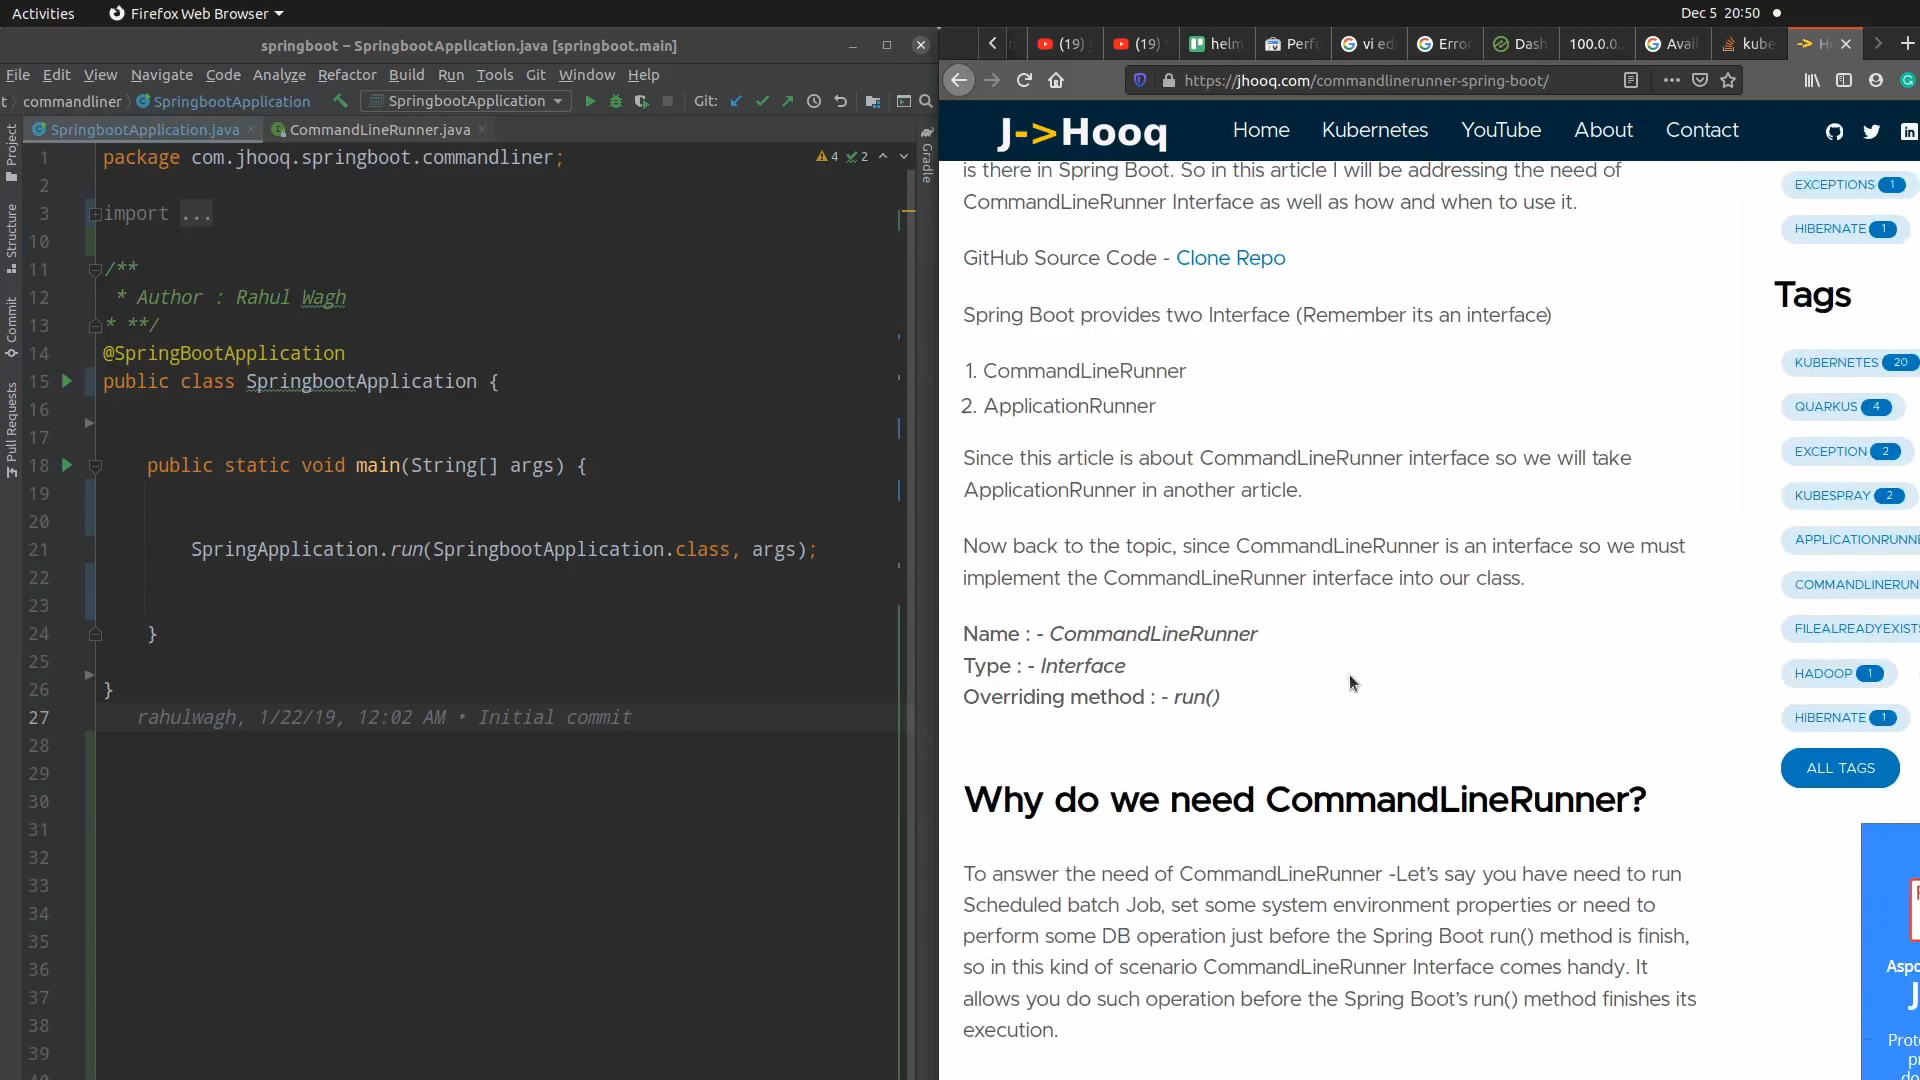 Activities
Firefox Web Browser
Dec 5 20:50
springboot – SpringbootApplication.java [springboot.main]
File Edit View Navigate Code Analyze Refactor Build Run Tools Git Window Help
t commandliner SpringbootApplication
SpringbootApplication
Git:
SpringbootApplication.java
CommandLineRunner.java
Project
Structure
Commit
Pull Requests
Gradle
4 2
1 package com.jhooq.springboot.commandliner;
2
3 import ...
10
11 /**
12 * Author : Rahul Wagh
13 * **/
14 @SpringBootApplication
15 public class SpringbootApplication {
16
17
18 public static void main(String[] args) {
19
20
21 SpringApplication.run(SpringbootApplication.class, args);
22
23
24 }
25
26 }
27 rahulwagh, 1/22/19, 12:02 AM • Initial commit
28
29
30
31
32
33
34
35
36
37
38
39
(19)
(19)
helm
Perf
vi ed
Erro
Dash
100.0.0.
Avail
kube
https://jhooq.com/commandlinerunner-spring-boot/
J->Hooq
Home Kubernetes YouTube About Contact
is there in Spring Boot. So in this article I will be addressing the need of
CommandLineRunner Interface as well as how and when to use it.
GitHub Source Code - Clone Repo
Spring Boot provides two Interface (Remember its an interface)
1. CommandLineRunner
2. ApplicationRunner
Since this article is about CommandLineRunner interface so we will take
ApplicationRunner in another article.
Now back to the topic, since CommandLineRunner is an interface so we must
implement the CommandLineRunner interface into our class.
Name : - CommandLineRunner
Type : - Interface
Overriding method : - run()
Why do we need CommandLineRunner?
To answer the need of CommandLineRunner -Let's say you have need to run
Scheduled batch Job, set some system environment properties or need to
perform some DB operation just before the Spring Boot run() method is finish,
so in this kind of scenario CommandLineRunner Interface comes handy. It
allows you do such operation before the Spring Boot's run() method finishes its
execution.
EXCEPTIONS 1
HIBERNATE 1
Tags
KUBERNETES 20
QUARKUS 4
EXCEPTION 2
KUBESPRAY 2
APPLICATIONRUNNE
COMMANDLINERUN
FILEALREADYEXISTS
HADOOP 1
HIBERNATE 1
ALL TAGS
Aspo
J
Prote
p
do